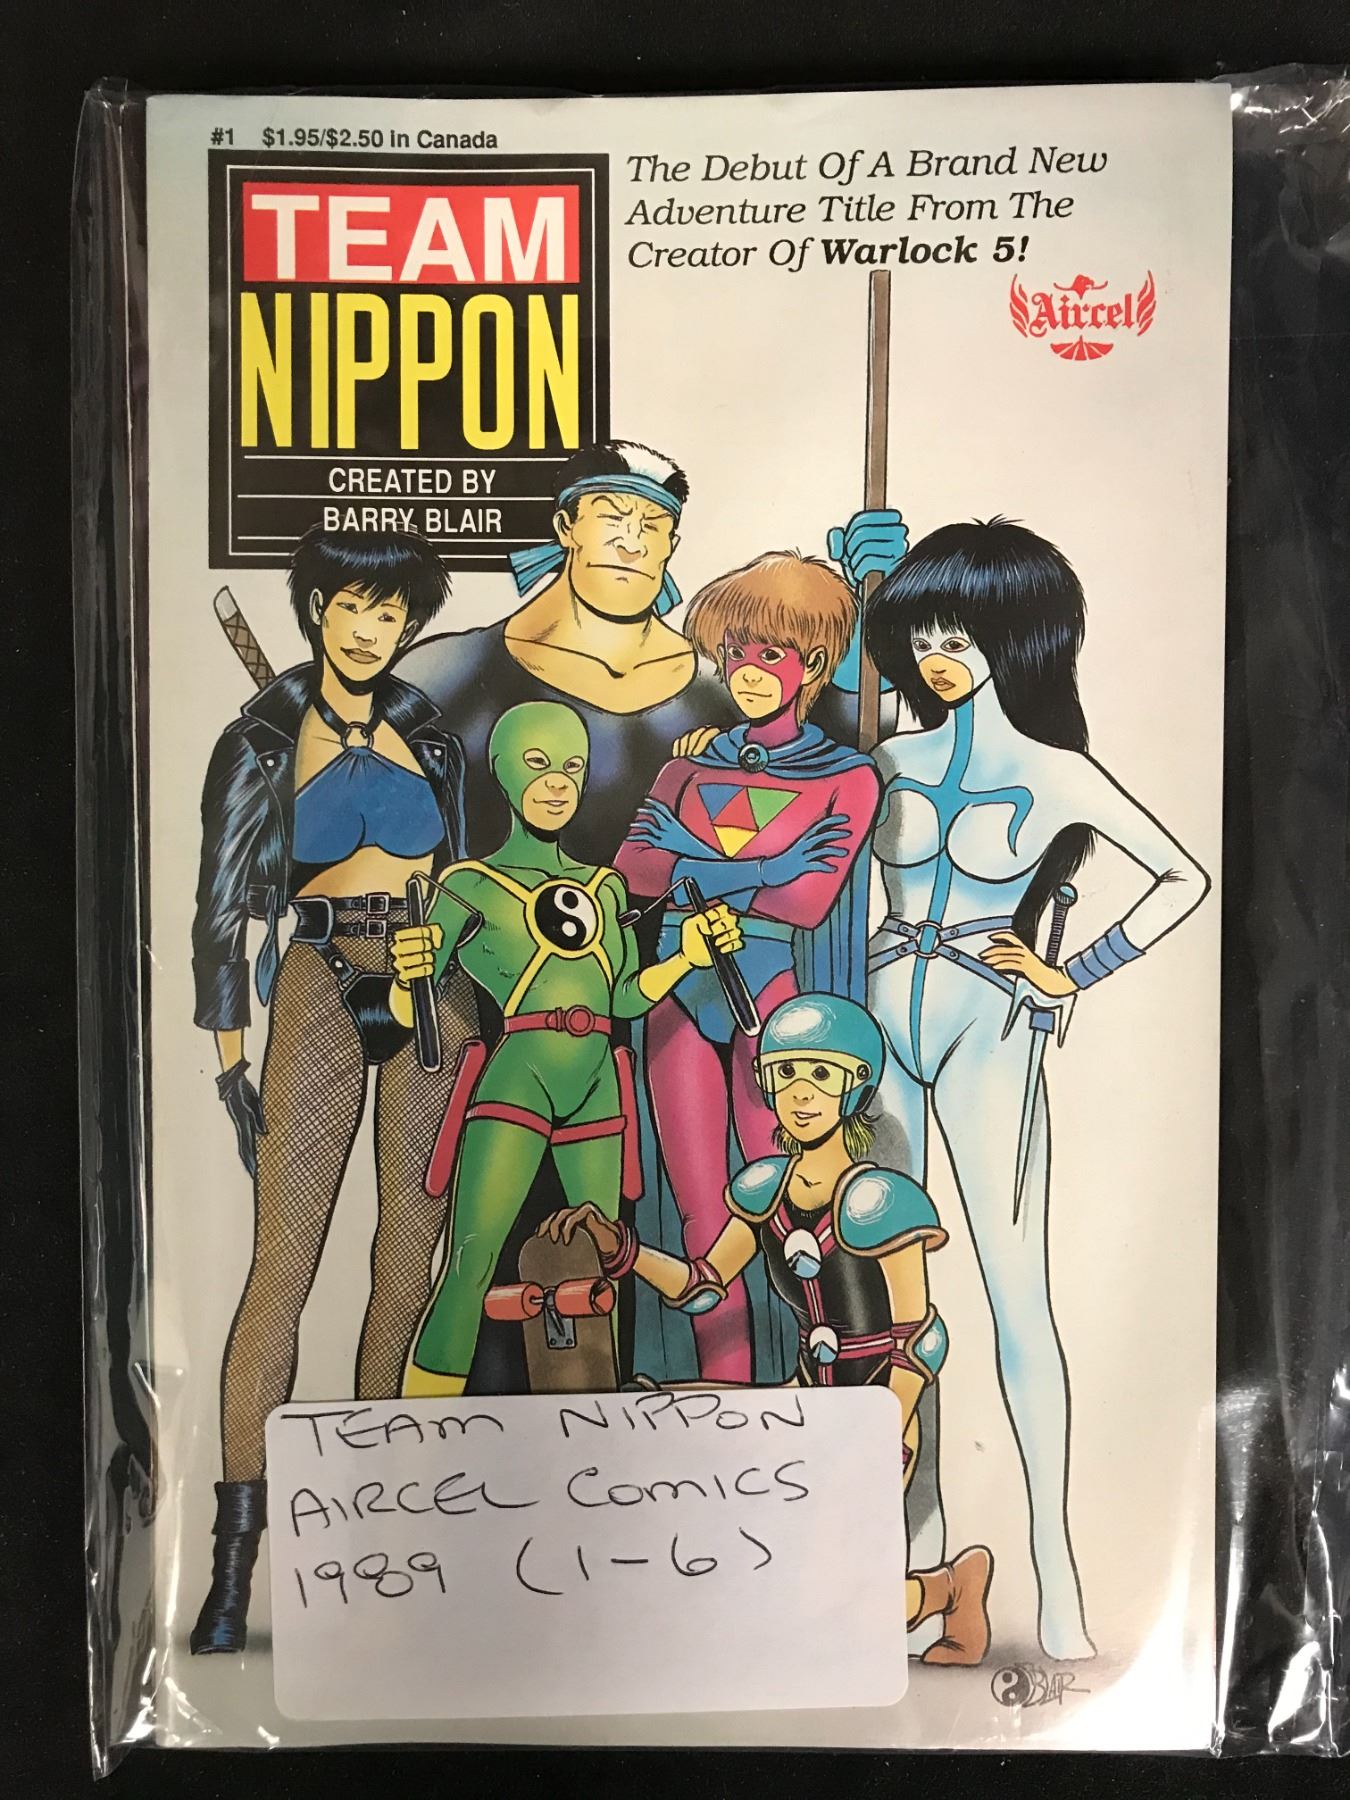 #1 $1.95/$2.50 in Canada
TEAM
NIPPON
CREATED BY
BARRY BLAIR
The Debut Of A Brand New
Adventure Title From The
Creator Of Warlock 5!
Aircel
TEAM NIPPON
AIRCEL COMICS
1989 (1-6)
BLAIR